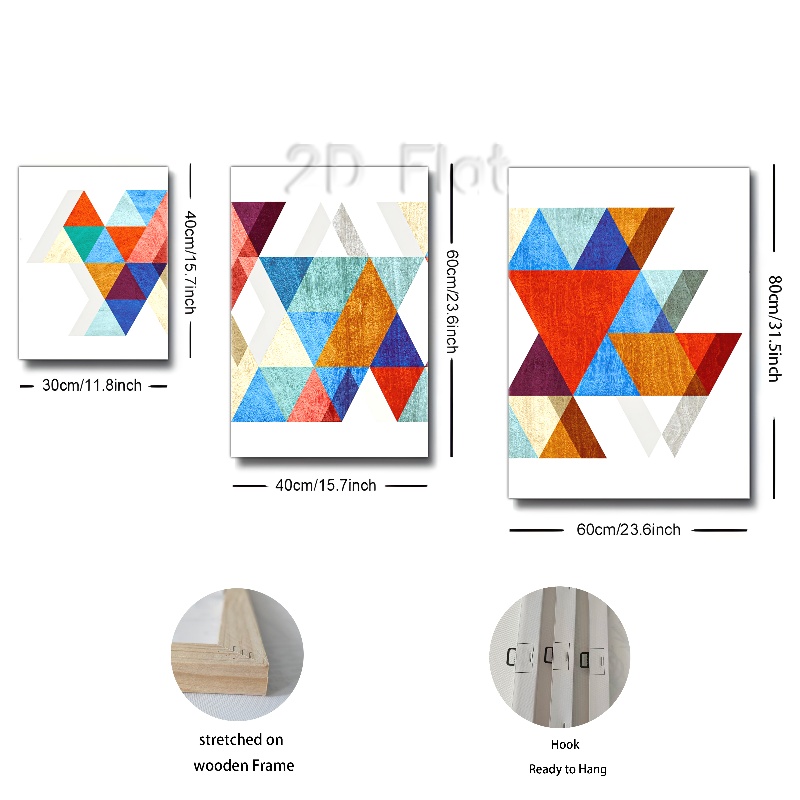 2D Flat
40cm/15.7inch
30cm/11.8inch
60cm/23.6inch
40cm/15.7inch
80cm/31.5inch
60cm/23.6inch
stretched on
wooden Frame
Hook
Ready to Hang